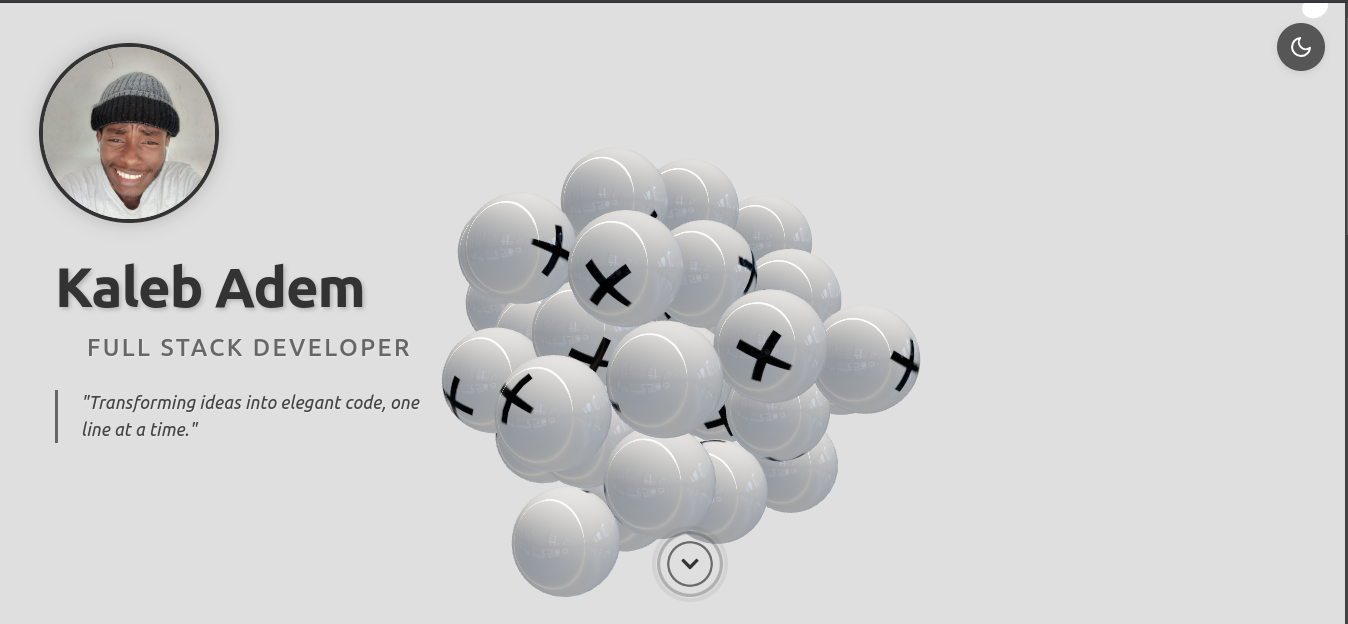 Kaleb Adem
FULL STACK DEVELOPER
"Transforming ideas into elegant code, one
line at a time."